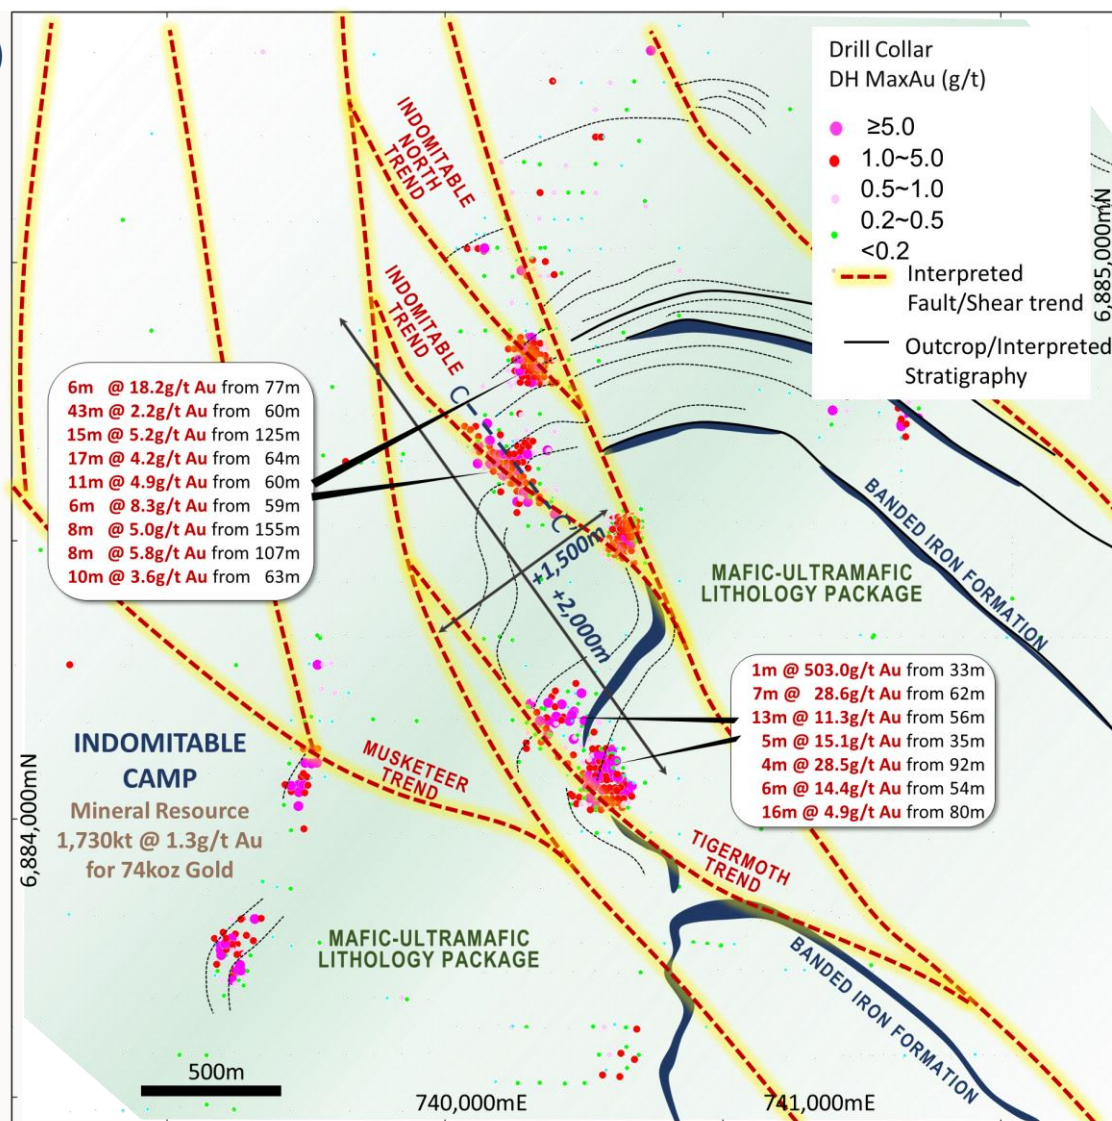 Drill Collar
DH MaxAu (g/t)
≥5.0
1.0~5.0
0.5~1.0
0.2~0.5
<0.2
Interpreted
Fault/Shear trend
Outcrop/Interpreted
Stratigraphy
6,885,000mN
INDOMITABLE
NORTH
TREND
INDOMITABLE
TREND
C
C'
6m @ 18.2g/t Au from 77m
43m @ 2.2g/t Au from 60m
15m @ 5.2g/t Au from 125m
17m @ 4.2g/t Au from 64m
11m @ 4.9g/t Au from 60m
6m @ 8.3g/t Au from 59m
8m @ 5.0g/t Au from 155m
8m @ 5.8g/t Au from 107m
10m @ 3.6g/t Au from 63m
+1,500m
+2,000m
MAFIC-ULTRAMAFIC
LITHOLOGY PACKAGE
BANDED IRON FORMATION
1m @ 503.0g/t Au from 33m
7m @ 28.6g/t Au from 62m
13m @ 11.3g/t Au from 56m
5m @ 15.1g/t Au from 35m
4m @ 28.5g/t Au from 92m
6m @ 14.4g/t Au from 54m
16m @ 4.9g/t Au from 80m
INDOMITABLE
CAMP
Mineral Resource
1,730kt @ 1.3g/t Au
for 74koz Gold
MUSKETEER
TREND
6,884,000mN
TIGERMOTH
TREND
MAFIC-ULTRAMAFIC
LITHOLOGY PACKAGE
BANDED IRON FORMATION
500m
740,000mE
741,000mE